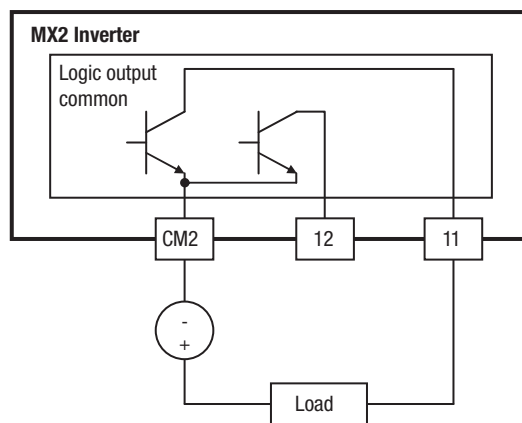 MX2 Inverter
Logic output
common
CM2
12
11
-
+
Load